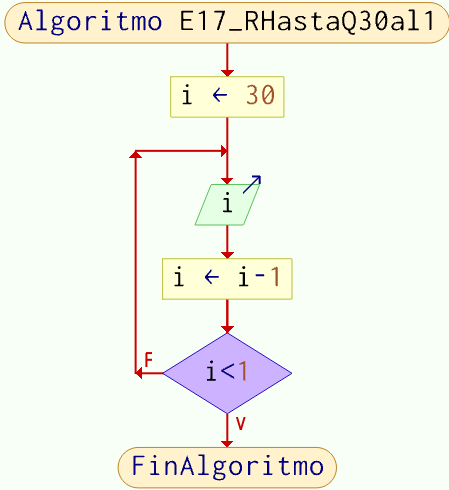 Algoritmo E17_RHastaQ30al1
i ← 30
i
i ← i-1
i<1
F
V
FinAlgoritmo